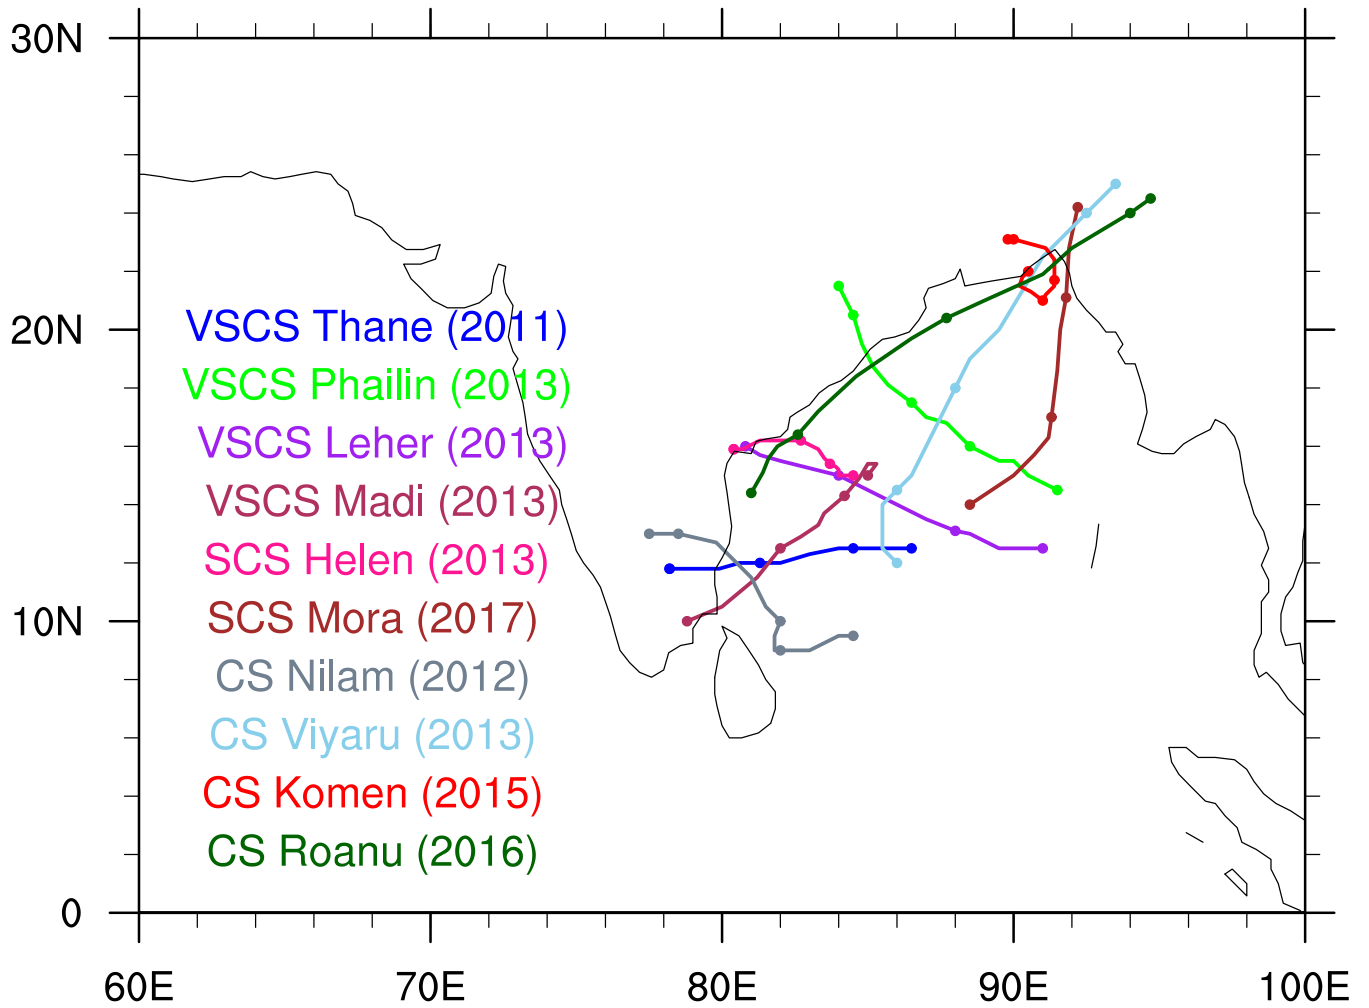 30N
20N
10N
0
VSCS Thane (2011)
VSCS Phailin (2013)
VSCS Leher (2013)
VSCS Madi (2013)
SCS Helen (2013)
SCS Mora (2017)
CS Nilam (2012)
CS Viyaru (2013)
CS Komen (2015)
CS Roanu (2016)
60E 70E 80E 90E 100E